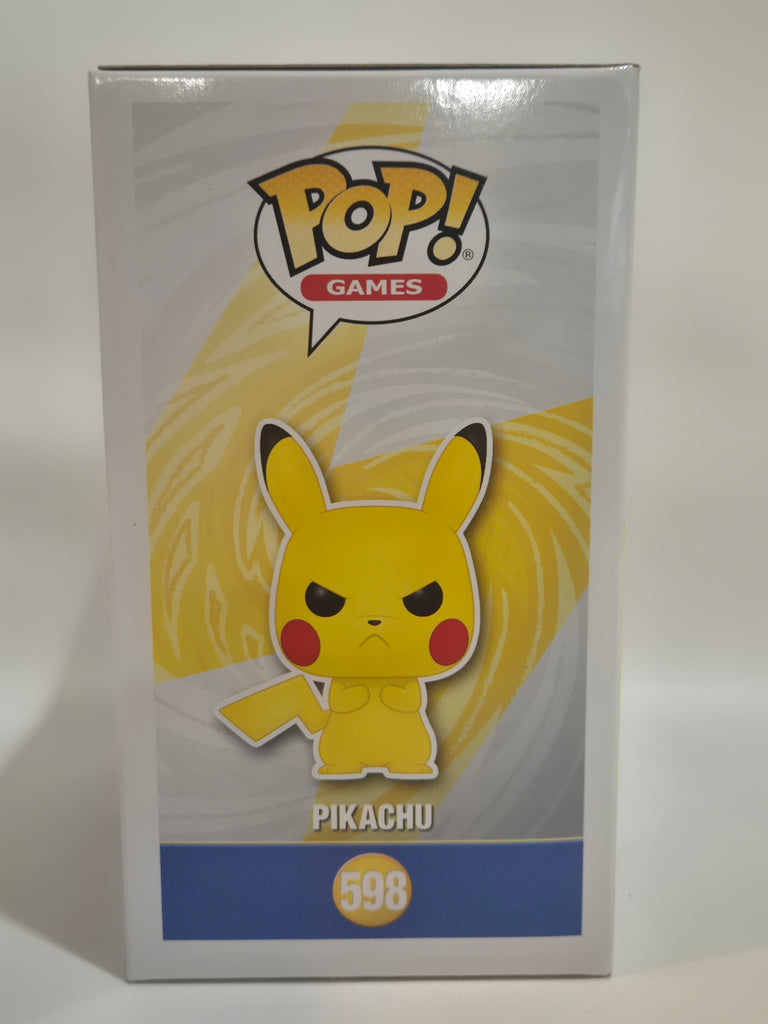 POP!
®
GAMES
PIKACHU
598